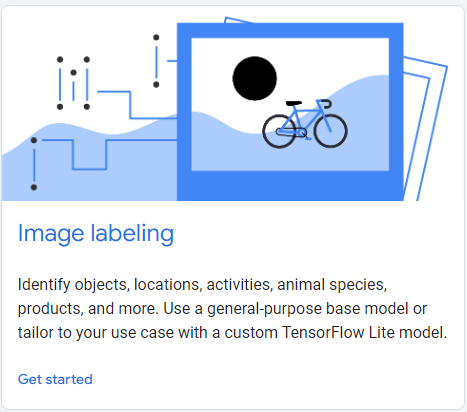 Image labeling
Identify objects, locations, activities, animal species,
products, and more. Use a general-purpose base model or
tailor to your use case with a custom TensorFlow Lite model.
Get started